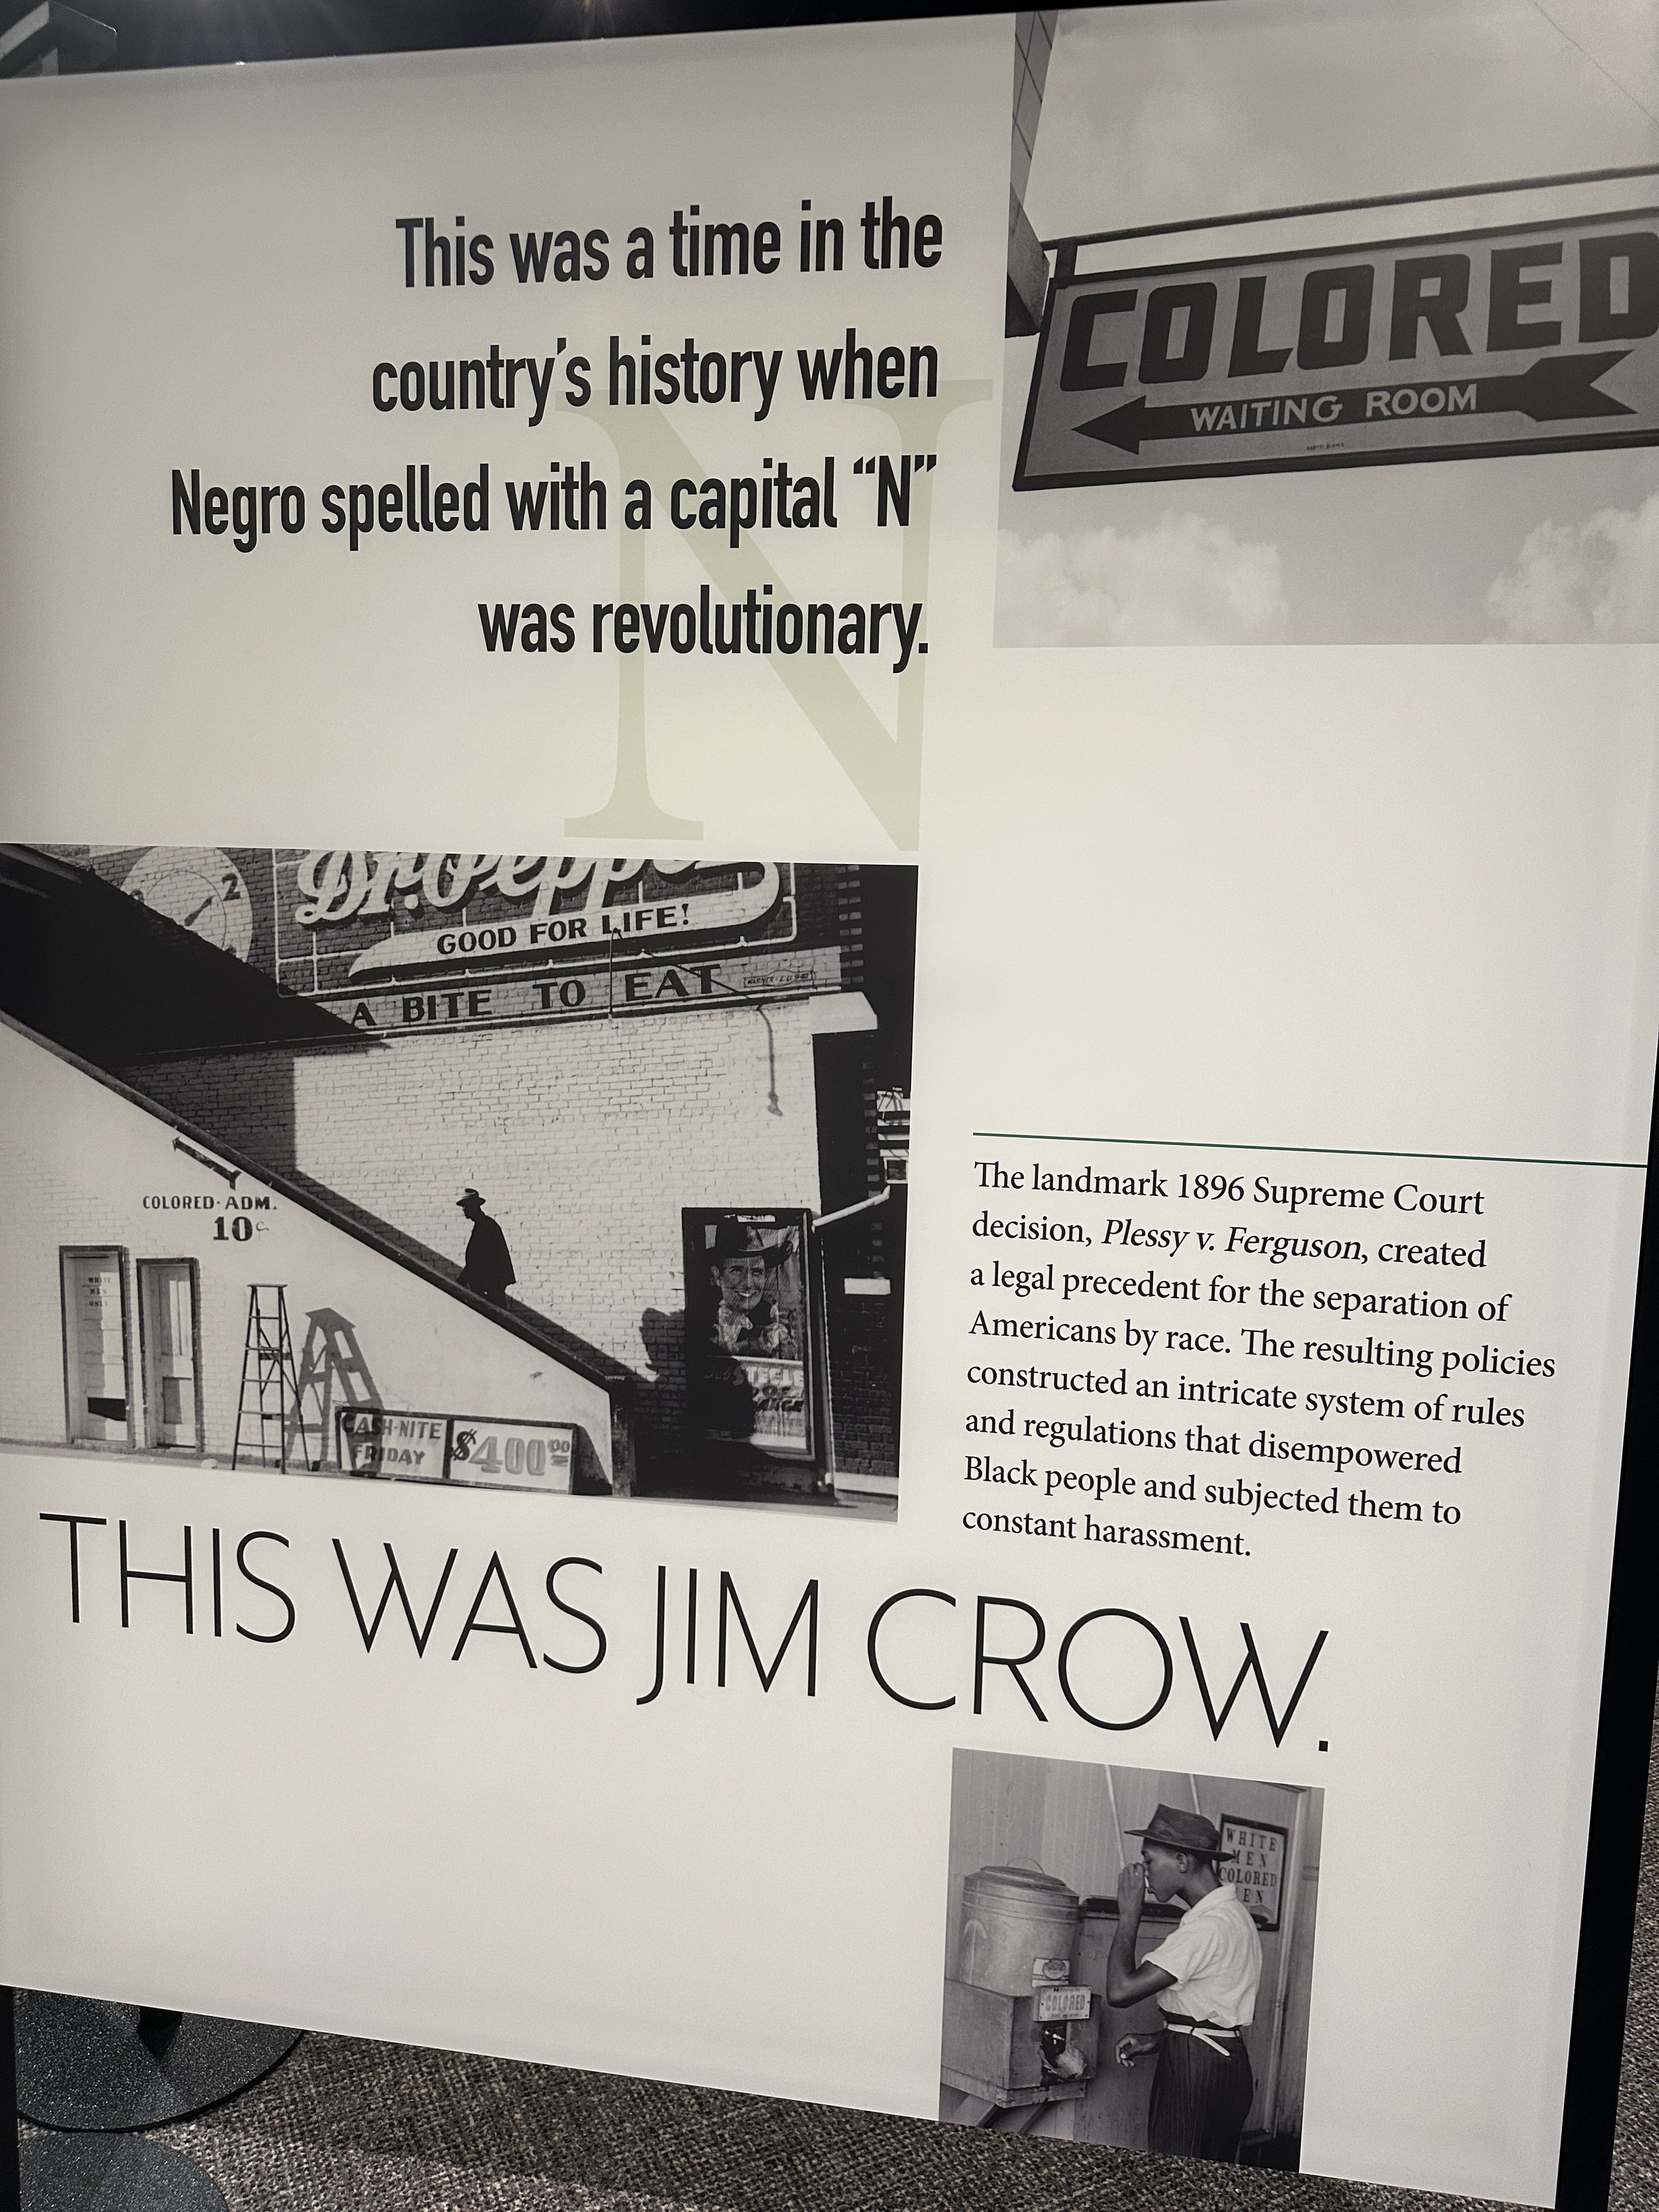 This was a time in the
country's history when
Negro spelled with a capital “N”
was revolutionary.
N
COLORED
WAITING ROOM
Dr. Pepper
GOOD FOR LIFE!
A BITE TO EAT
COLORED·ADM.
10c
WHITE
MEN
ONLY
CASH·NITE
FRIDAY
$400.00
The landmark 1896 Supreme Court
decision, Plessy v. Ferguson, created
a legal precedent for the separation of
Americans by race. The resulting policies
constructed an intricate system of rules
and regulations that disempowered
Black people and subjected them to
constant harassment.
THIS WAS JIM CROW.
WHITE
MEN
COLORED
COLORED